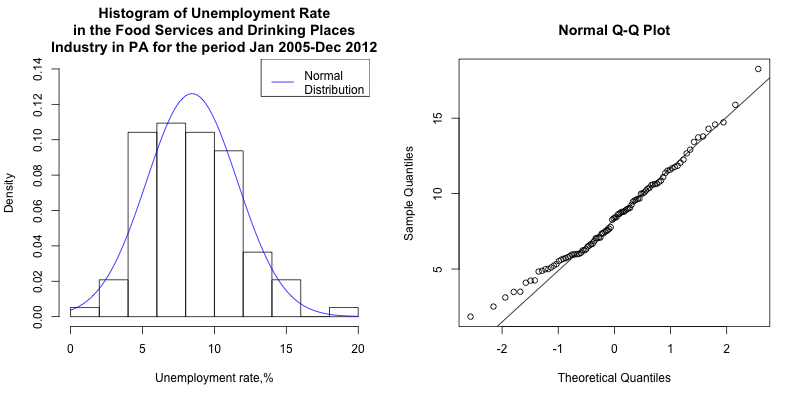 Histogram of Unemployment Rate
in the Food Services and Drinking Places
Industry in PA for the period Jan 2005-Dec 2012
Normal
Distribution
Density
0.14
0.12
0.10
0.08
0.06
0.04
0.02
0.00
0 5 10 15 20
Unemployment rate,%
Normal Q-Q Plot
Sample Quantiles
15
10
5
-2 -1 0 1 2
Theoretical Quantiles